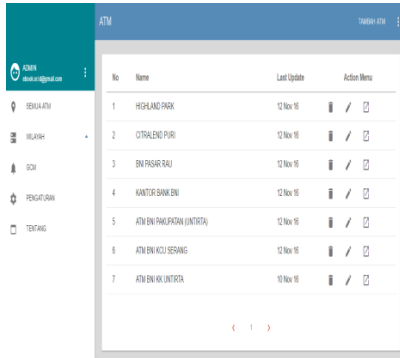 ATM
TAMBAH ATM
ADMIN
SEMUA ATM
WILAYAH
GCM
PENGATURAN
TENTANG
No Name Last Update Action Menu
1 HIGHLAND PARK 12 Nov 16
2 CITRALEND PURI 12 Nov 16
3 BNI PASAR RAU 12 Nov 16
4 KANTOR BANK BNI 12 Nov 16
5 ATM BNI PAKUPATAN (UNTIRTA) 12 Nov 16
6 ATM BNI KCU SERANG 12 Nov 16
7 ATM BNI KK UNTIRTA 10 Nov 16
1